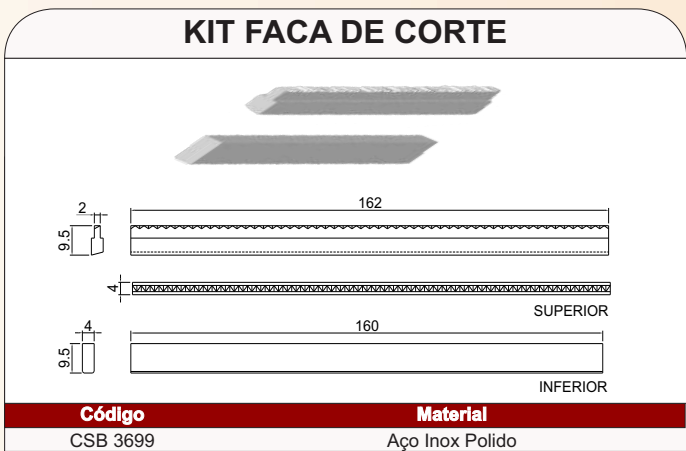 KIT FACA DE CORTE
2
162
9.5
4
SUPERIOR
4
160
9.5
INFERIOR
Código Material
CSB 3699 Aço Inox Polido